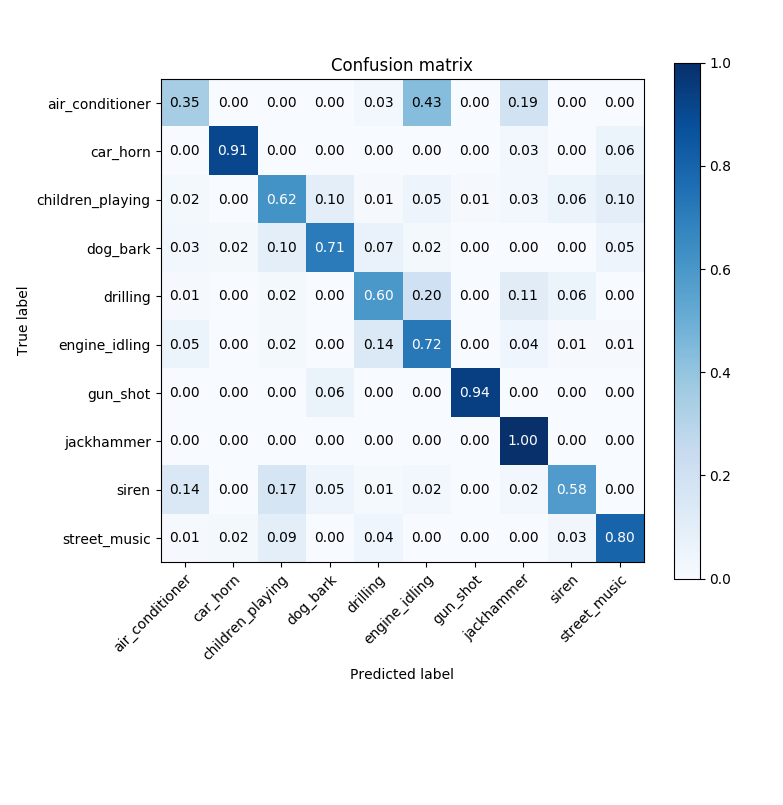 Confusion matrix
air_conditioner 0.35 0.00 0.00 0.00 0.03 0.43 0.00 0.19 0.00 0.00
car_horn 0.00 0.91 0.00 0.00 0.00 0.00 0.00 0.03 0.00 0.06
children_playing 0.02 0.00 0.62 0.10 0.01 0.05 0.01 0.03 0.06 0.10
dog_bark 0.03 0.02 0.10 0.71 0.07 0.02 0.00 0.00 0.00 0.05
drilling 0.01 0.00 0.02 0.00 0.60 0.20 0.00 0.11 0.06 0.00
engine_idling 0.05 0.00 0.02 0.00 0.14 0.72 0.00 0.04 0.01 0.01
gun_shot 0.00 0.00 0.00 0.06 0.00 0.00 0.94 0.00 0.00 0.00
jackhammer 0.00 0.00 0.00 0.00 0.00 0.00 0.00 1.00 0.00 0.00
siren 0.14 0.00 0.17 0.05 0.01 0.02 0.00 0.02 0.58 0.00
street_music 0.01 0.02 0.09 0.00 0.04 0.00 0.00 0.00 0.03 0.80
air_conditioner car_horn children_playing dog_bark drilling engine_idling gun_shot jackhammer siren street_music
Predicted label
True label
1.0
0.8
0.6
0.4
0.2
0.0